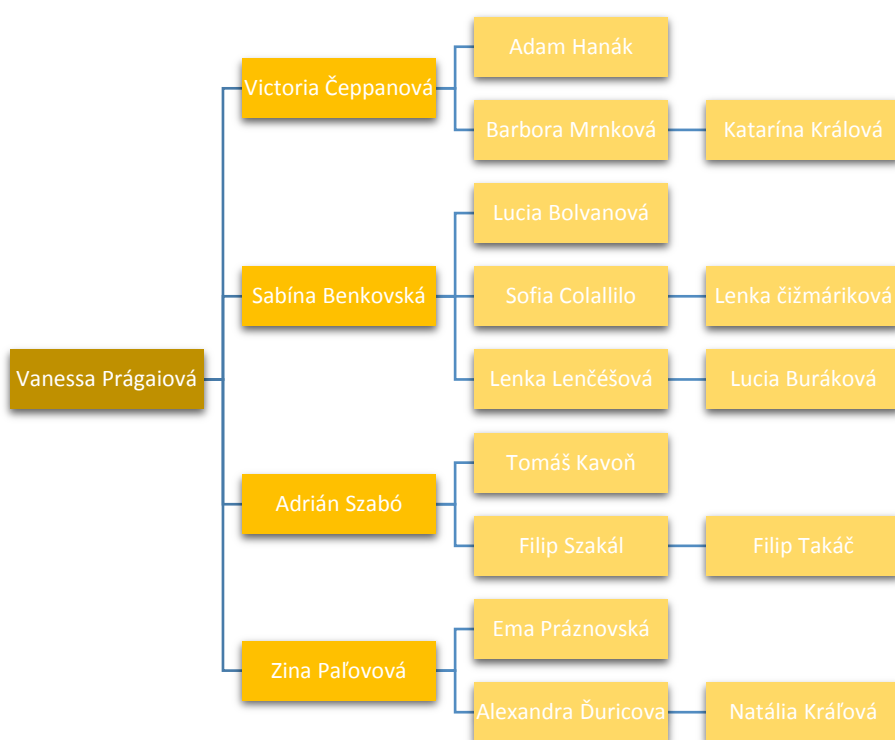 Vanessa Prágaiová
Victoria Čeppanová
Adam Hanák
Barbora Mrnková
Katarína Králová
Sabína Benkovská
Lucia Bolvanová
Sofia Colallilo
Lenka čižmáriková
Lenka Lenčéšová
Lucia Buráková
Adrián Szabó
Tomáš Kavoň
Filip Szakál
Filip Takáč
Zina Paľovová
Ema Práznovská
Alexandra Ďuricova
Natália Kráľová